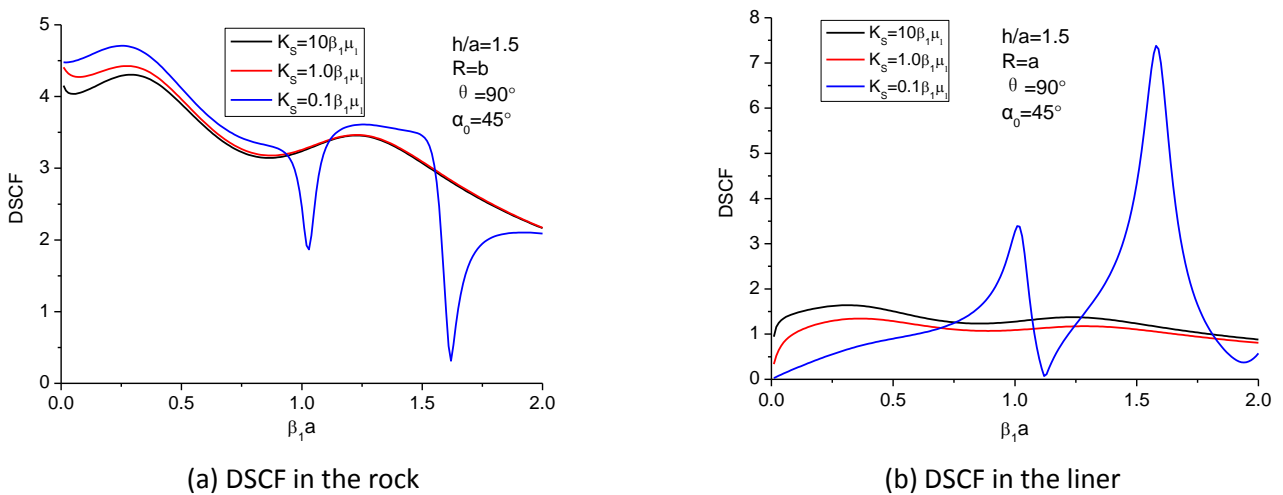 5
4
3
2
1
0
DSCF
0.0 0.5 1.0 1.5 2.0
β₁a
K_S=10β₁μ₁
K_S=1.0β₁μ₁
K_S=0.1β₁μ₁
h/a=1.5
R=b
θ =90°
α₀=45°
(a) DSCF in the rock
8
7
6
5
4
3
2
1
0
DSCF
0.0 0.5 1.0 1.5 2.0
β₁a
K_S=10β₁μ₁
K_S=1.0β₁μ₁
K_S=0.1β₁μ₁
h/a=1.5
R=a
θ =90°
α₀=45°
(b) DSCF in the liner